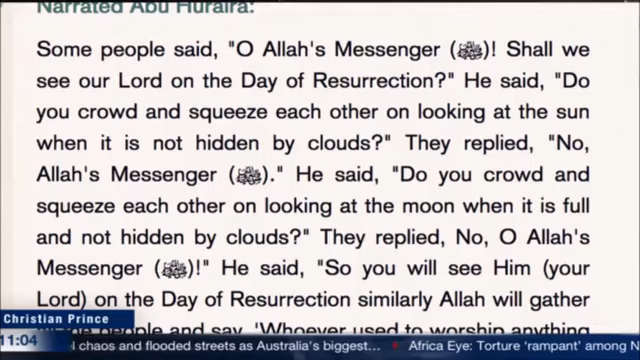 Narrated Abu Huraira:
Some people said, "O Allah's Messenger (ﷺ)! Shall we
see our Lord on the Day of Resurrection?" He said, "Do
you crowd and squeeze each other on looking at the sun
when it is not hidden by clouds?" They replied, "No,
Allah's Messenger (ﷺ)." He said, "Do you crowd and
squeeze each other on looking at the moon when it is full
and not hidden by clouds?" They replied, No, O Allah's
Messenger (ﷺ)!" He said, "So you will see Him (your
Lord) on the Day of Resurrection similarly Allah will gather
people and say, 'Whoever used to worship anything
Christian Prince
11:04
chaos and flooded streets as Australia's biggest... Africa Eye: Torture 'rampant' among N